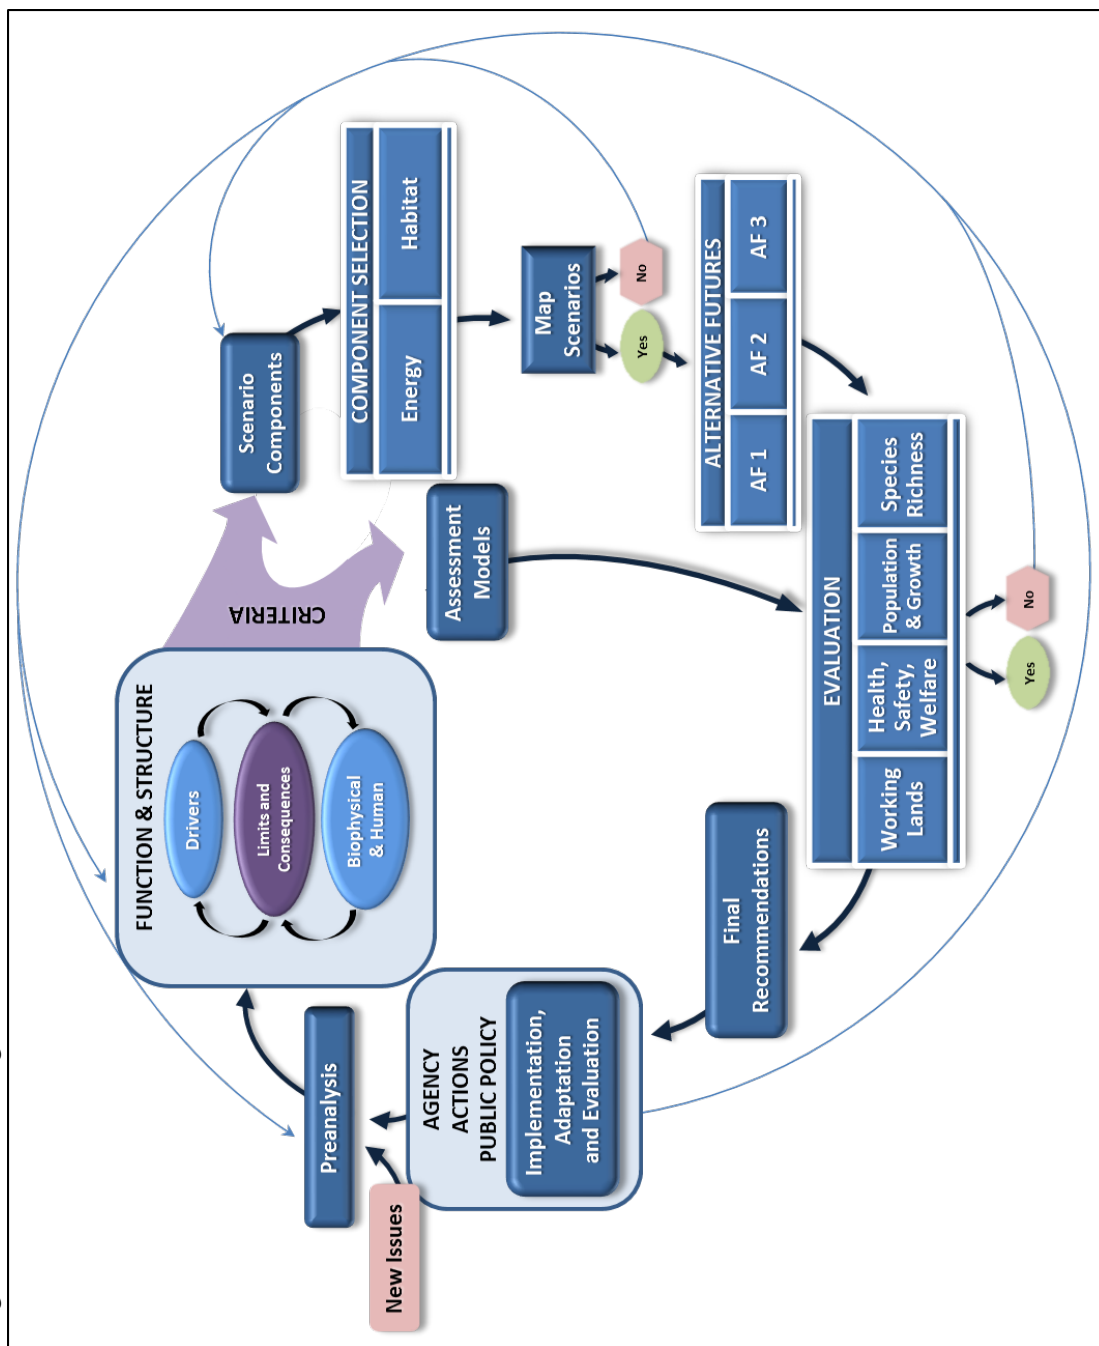 New Issues
Preanalysis
AGENCY
ACTIONS
PUBLIC POLICY
Implementation,
Adaptation
and Evaluation
FUNCTION & STRUCTURE
Drivers
Limits and
Consequences
Biophysical
& Human
CRITERIA
Scenario
Components
COMPONENT SELECTION
Energy
Habitat
Assessment
Models
Map
Scenarios
Yes
No
ALTERNATIVE FUTURES
AF 1
AF 2
AF 3
EVALUATION
Working
Lands
Health,
Safety,
Welfare
Population
& Growth
Species
Richness
Yes
No
Final
Recommendations